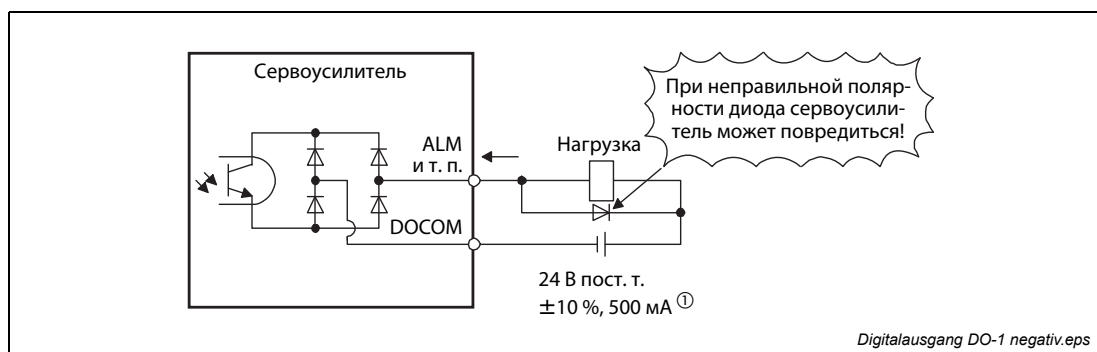 Сервоусилитель
При неправильной поляр-
ности диода сервоусили-
тель может повредиться!
ALM
и т. п.
Нагрузка
DOCOM
24 В пост. т.
±10 %, 500 мА ①
Digitalausgang DO-1 negativ.eps